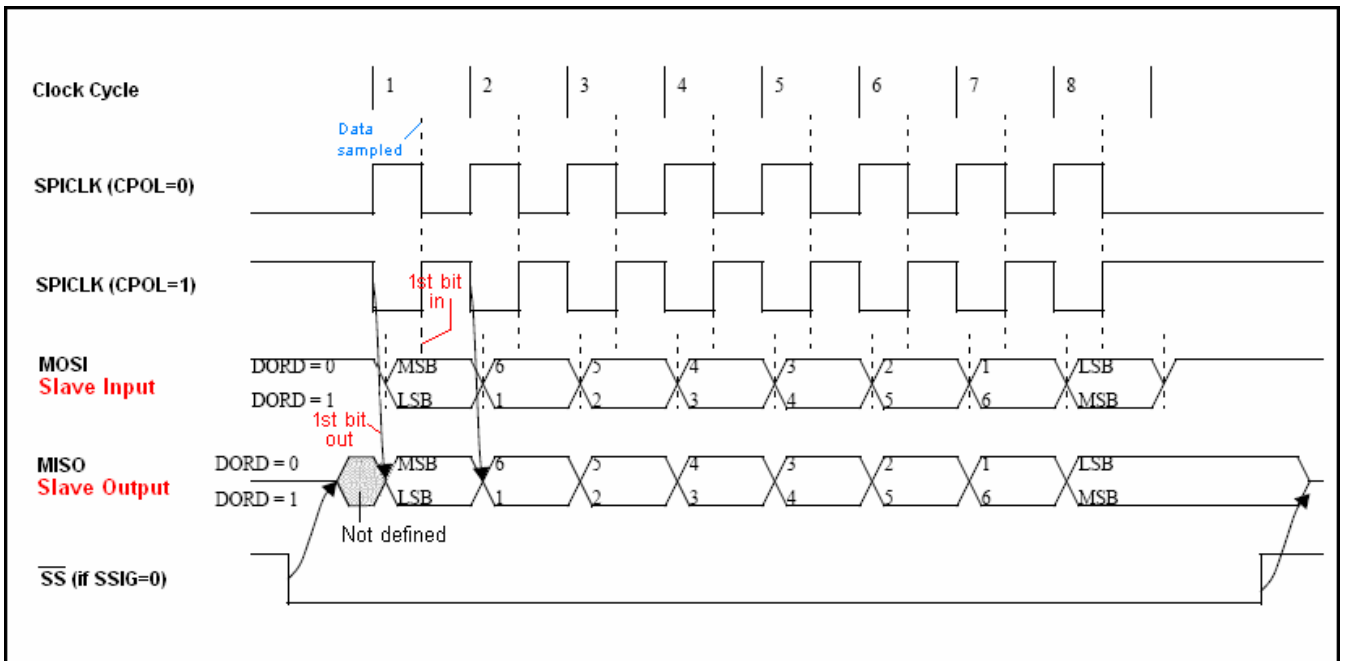 Clock Cycle 1 2 3 4 5 6 7 8
Data
sampled
SPICLK (CPOL=0)
SPICLK (CPOL=1)
1st bit
in
MOSI DORD = 0 MSB 6 5 4 3 2 1 LSB
Slave Input
DORD = 1 LSB 1 2 3 4 5 6 MSB
1st bit
out
MISO DORD = 0 MSB 6 5 4 3 2 1 LSB
Slave Output
DORD = 1 LSB 1 2 3 4 5 6 MSB
Not defined
SS (if SSIG=0)